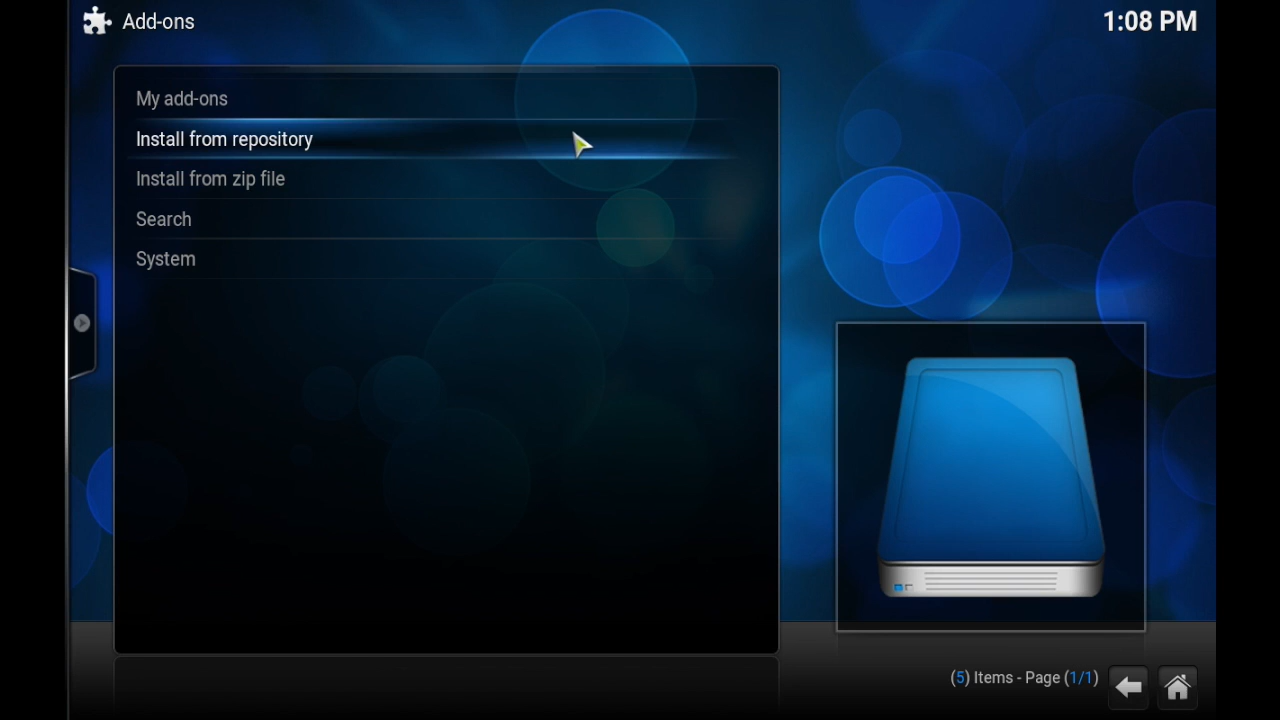 Add-ons
1:08 PM
My add-ons
Install from repository
Install from zip file
Search
System
(5) Items - Page (1/1)